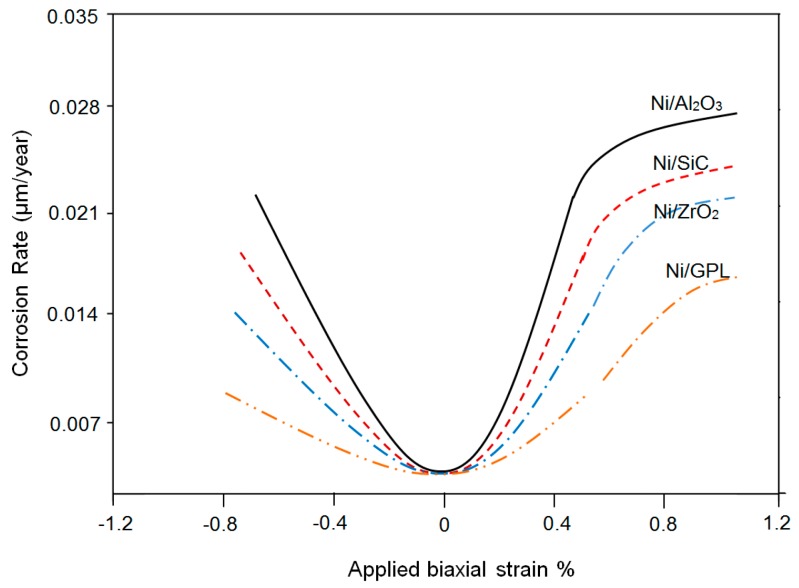 0.035
0.028
0.021
0.014
0.007
Corrosion Rate (μm/year)
Ni/Al₂O₃
Ni/SiC
Ni/ZrO₂
Ni/GPL
-1.2 -0.8 -0.4 0 0.4 0.8 1.2
Applied biaxial strain %